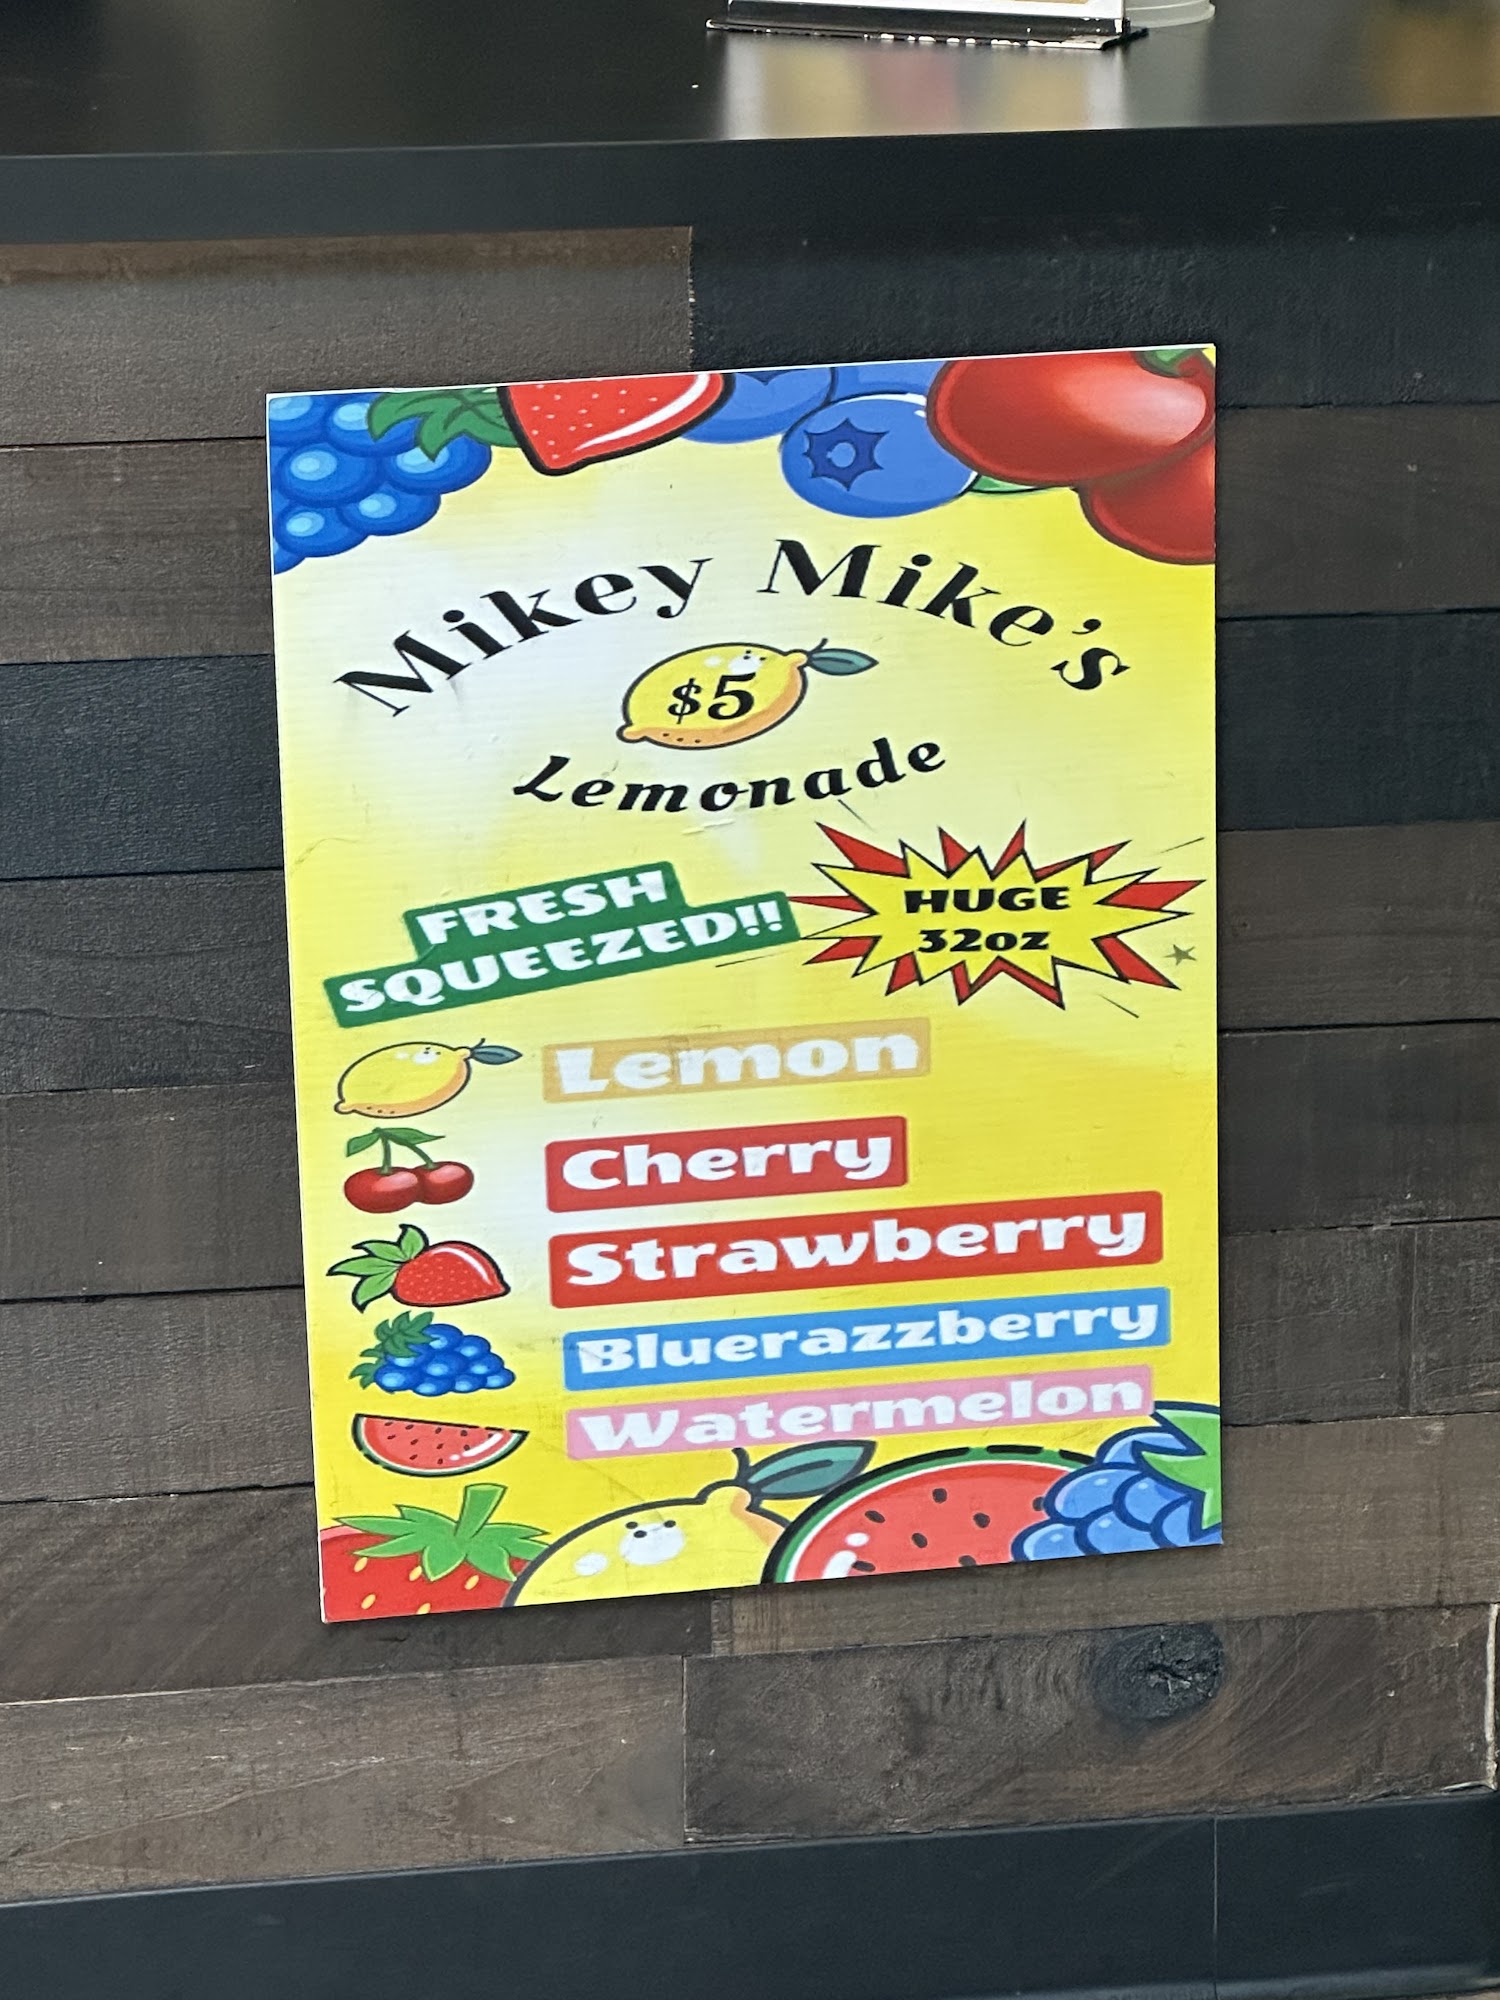 Mikey Mike's
$5
Lemonade
FRESH
SQUEEZED!!
HUGE
32oz
Lemon
Cherry
Strawberry
Bluerazzberry
Watermelon